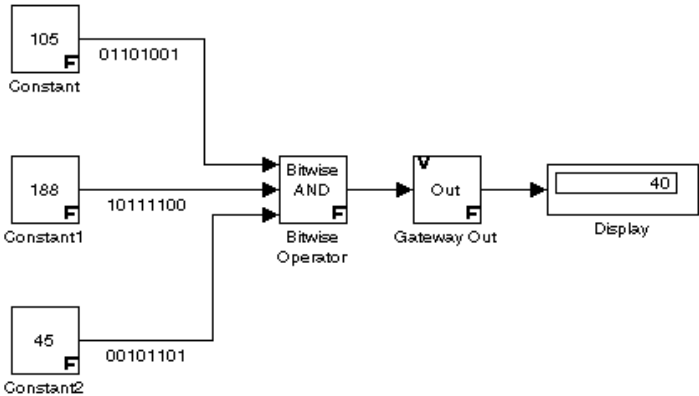 105
F
01101001
Constant
188
F
10111100
Constant1
Bitwise
AND
F
Bitwise
Operator
V
Out
F
Gateway Out
40
Display
45
F
00101101
Constant2